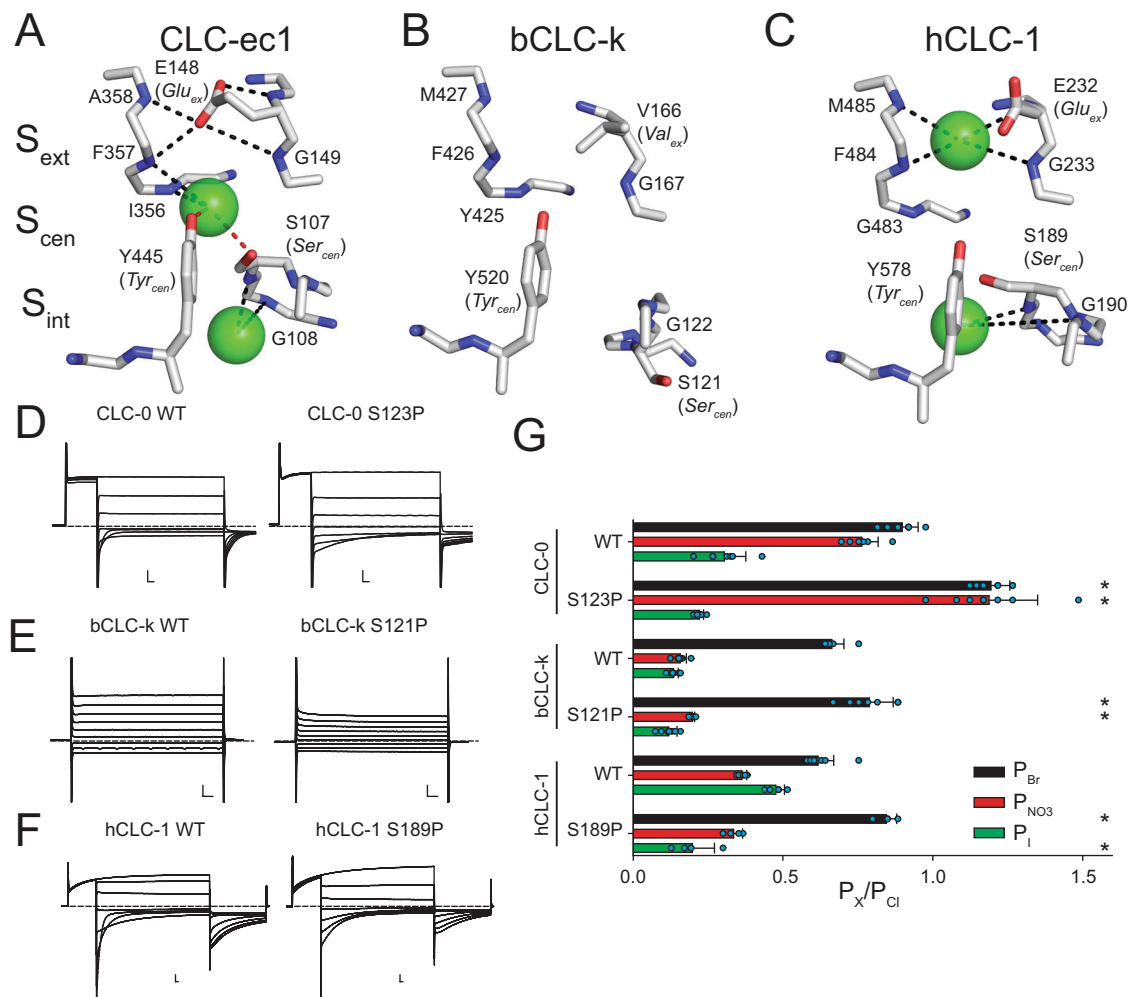 A
CLC-ec1
B
bCLC-k
C
hCLC-1
S_ext
S_cen
S_int
E148
(Glu_ex)
A358
F357
G149
I356
S107
(Ser_cen)
Y445
(Tyr_cen)
G108
M427
V166
(Val_ex)
F426
G167
Y425
Y520
(Tyr_cen)
G122
S121
(Ser_cen)
M485
E232
(Glu_ex)
F484
G233
G483
S189
(Ser_cen)
Y578
(Tyr_cen)
G190
D
CLC-0 WT
CLC-0 S123P
E
bCLC-k WT
bCLC-k S121P
F
hCLC-1 WT
hCLC-1 S189P
G
CLC-0
WT
S123P
*
*
bCLC-k
WT
S121P
*
*
hCLC-1
WT
S189P
*
*
P_Br
P_NO3
P_I
0.0
0.5
1.0
1.5
P_X/P_Cl